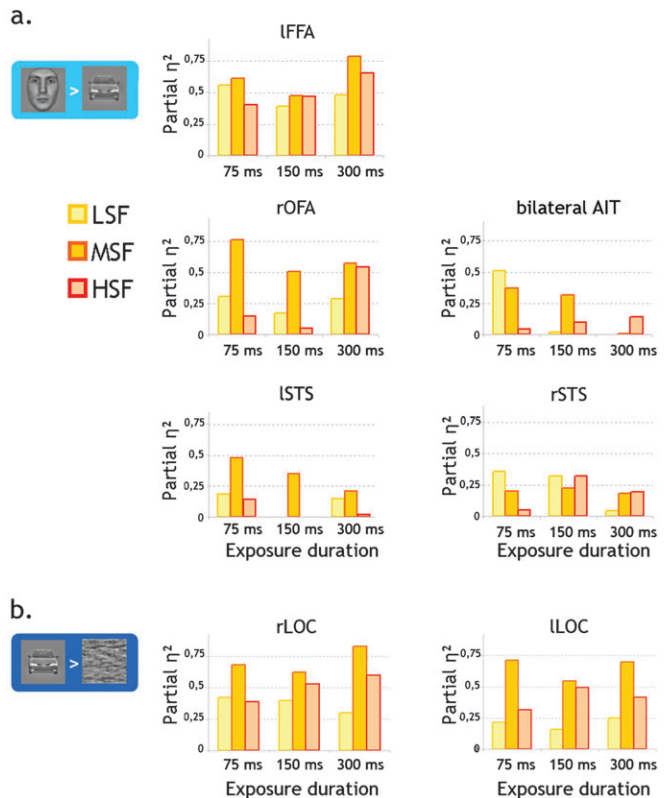 a.
>
lFFA
Partial η²
0,75
0,5
0,25
0
75 ms 150 ms 300 ms
LSF
MSF
HSF
rOFA
Partial η²
0,75
0,5
0,25
0
75 ms 150 ms 300 ms
bilateral AIT
Partial η²
0,75
0,5
0,25
0
75 ms 150 ms 300 ms
lSTS
Partial η²
0,75
0,5
0,25
0
75 ms 150 ms 300 ms
Exposure duration
rSTS
Partial η²
0,75
0,5
0,25
0
75 ms 150 ms 300 ms
Exposure duration
b.
>
rLOC
Partial η²
0,75
0,5
0,25
0
75 ms 150 ms 300 ms
Exposure duration
lLOC
Partial η²
0,75
0,5
0,25
0
75 ms 150 ms 300 ms
Exposure duration